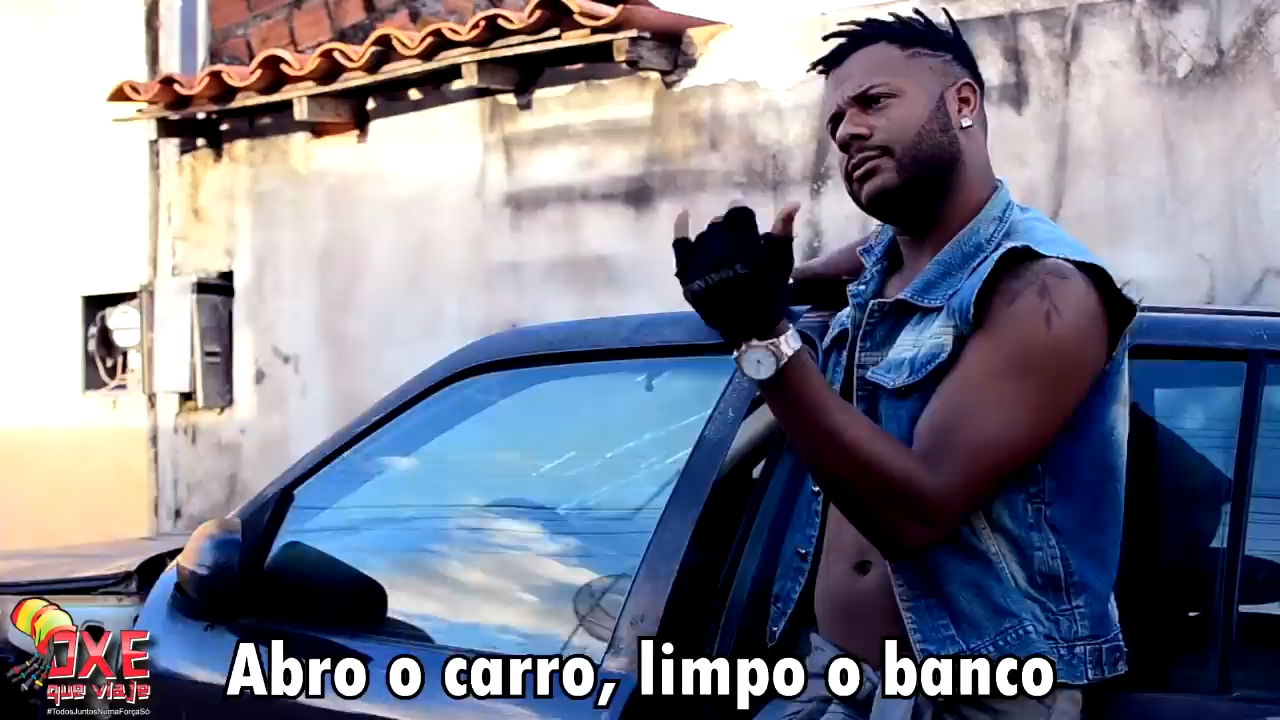 OXE
que viaje
#TodosJuntosNumaForçaSó
Abro o carro, limpo o banco